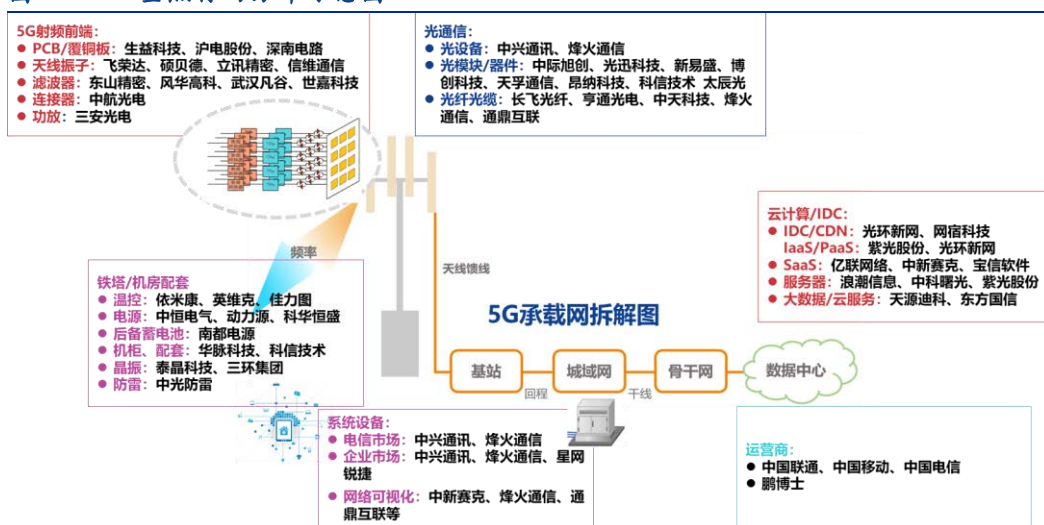 5G射频前端：
● PCB/覆铜板：生益科技、沪电股份、深南电路
● 天线振子：飞荣达、硕贝德、立讯精密、信维通信
● 滤波器：东山精密、风华高科、武汉凡谷、世嘉科技
● 连接器：中航光电
● 功放：三安光电
光通信：
● 光设备：中兴通讯、烽火通信
● 光模块/器件：中际旭创、光迅科技、新易盛、博
创科技、天孚通信、昂纳科技、科信技术 太辰光
● 光纤光缆：长飞光纤、亨通光电、中天科技、烽火
通信、通鼎互联
云计算/IDC：
● IDC/CDN：光环新网、网宿科技
IaaS/PaaS：紫光股份、光环新网
● SaaS：亿联网络、中新赛克、宝信软件
● 服务器：浪潮信息、中科曙光、紫光股份
● 大数据/云服务：天源迪科、东方国信
频率
天线馈线
铁塔/机房配套
● 温控：依米康、英维克、佳力图
● 电源：中恒电气、动力源、科华恒盛
● 后备蓄电池：南都电源
● 机柜、配套：华脉科技、科信技术
● 晶振：泰晶科技、三环集团
● 防雷：中光防雷
5G承载网拆解图
基站
城域网
骨干网
数据中心
回程
干线
系统设备：
● 电信市场：中兴通讯、烽火通信
● 企业市场：中兴通讯、烽火通信、星网
锐捷
● 网络可视化：中新赛克、烽火通信、通
鼎互联等
运营商：
● 中国联通、中国移动、中国电信
● 鹏博士